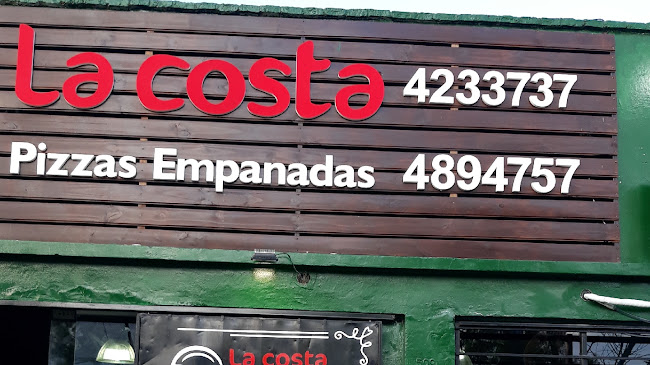 La costa 4233737
Pizzas Empanadas 4894757
La costa